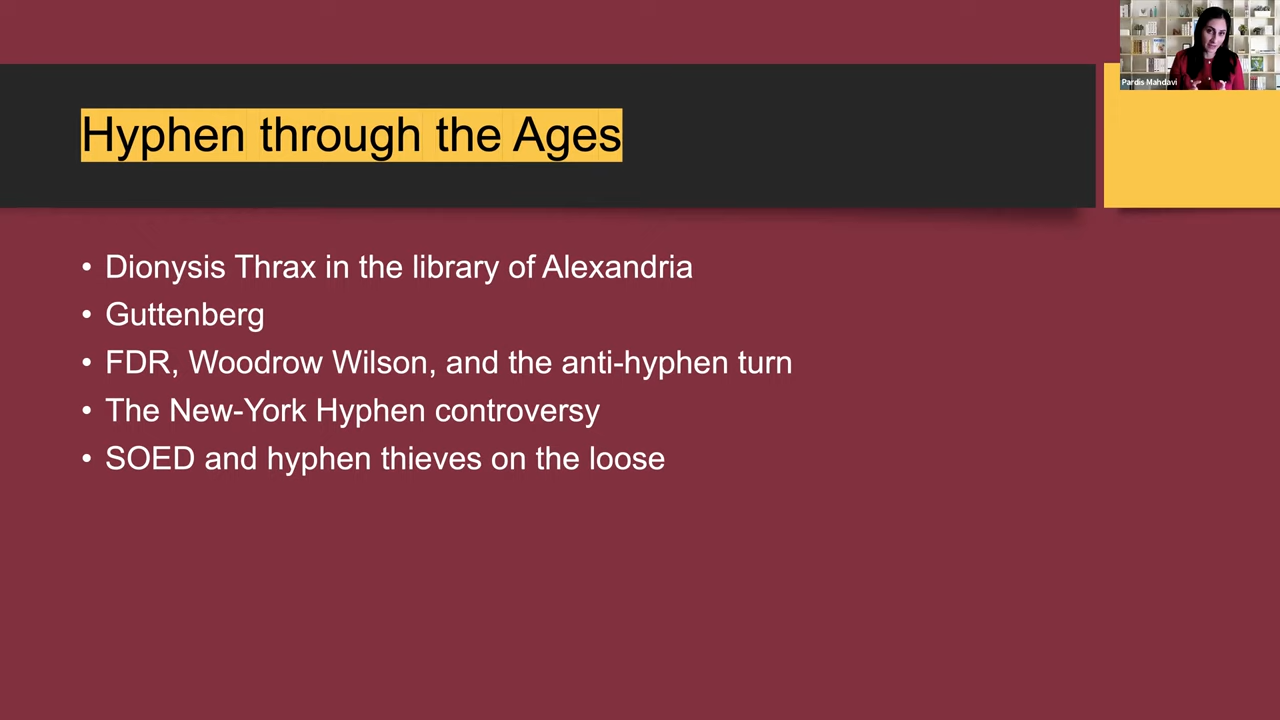 Pardis Mahdavi
Hyphen through the Ages
• Dionysis Thrax in the library of Alexandria
• Guttenberg
• FDR, Woodrow Wilson, and the anti-hyphen turn
• The New-York Hyphen controversy
• SOED and hyphen thieves on the loose